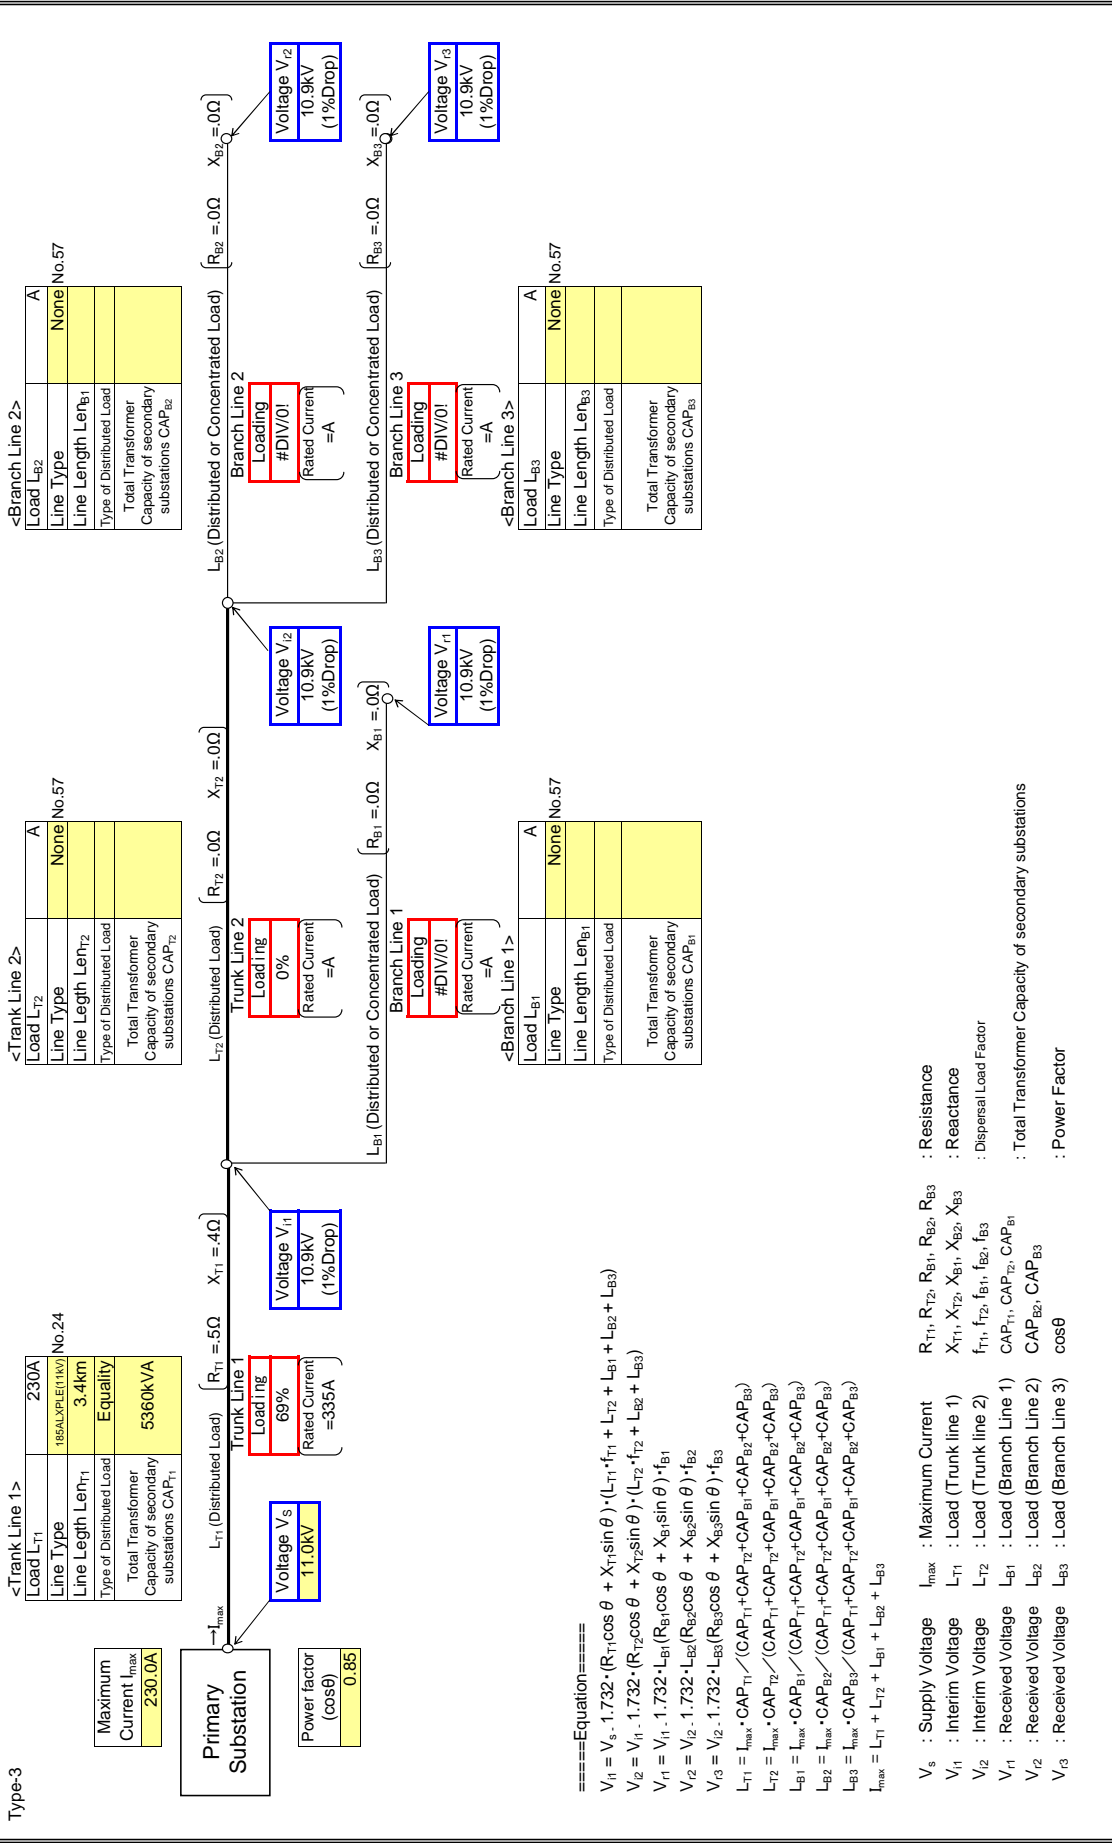 Type-3
Maximum
Current Imax
230.0A
Primary
Substation
Power factor
(cosθ)
0.85
→Imax
Voltage VS
11.0kV
<Trank Line 1>
Load LT1 230A
Line Type 185ALXPLE(11kV) No.24
Line Legth LenT1 3.4km
Type of Distributed Load Equality
Total Transformer
Capacity of secondary
substations CAPT1
5360kVA
LT1 (Distributed Load)
RT1 =.5Ω XT1 =.4Ω
Trunk Line 1
Loading
69%
Rated Current
=335A
Voltage Vi1
10.9kV
(1%Drop)
<Trank Line 2>
Load LT2 A
Line Type None No.57
Line Length LenT2
Type of Distributed Load
Total Transformer
Capacity of secondary
substations CAPT2
LT2 (Distributed Load)
RT2 =.0Ω XT2 =.0Ω
Trunk Line 2
Loading
0%
Rated Current
=A
Voltage Vi2
10.9kV
(1%Drop)
LB1 (Distributed or Concentrated Load)
RB1 =.0Ω XB1 =.0Ω
Branch Line 1
Loading
#DIV/0!
Rated Current
=A
Voltage Vr1
10.9kV
(1%Drop)
<Branch Line 1>
Load LB1 A
Line Type None No.57
Line Length LenB1
Type of Distributed Load
Total Transformer
Capacity of secondary
substations CAPB1
<Branch Line 2>
Load LB2 A
Line Type None No.57
Line Length LenB1
Type of Distributed Load
Total Transformer
Capacity of secondary
substations CAPB2
LB2 (Distributed or Concentrated Load)
RB2 =.0Ω XB2 =.0Ω
Branch Line 2
Loading
#DIV/0!
Rated Current
=A
Voltage Vr2
10.9kV
(1%Drop)
LB3 (Distributed or Concentrated Load)
RB3 =.0Ω XB3 =.0Ω
Branch Line 3
Loading
#DIV/0!
Rated Current
=A
Voltage Vr3
10.9kV
(1%Drop)
<Branch Line 3>
Load LB3 A
Line Type None No.57
Line Length LenB3
Type of Distributed Load
Total Transformer
Capacity of secondary
substations CAPB3
=====Equation=====
Vi1 = Vs - 1.732・(RT1cos θ + XT1sin θ)・(LT1・fT1 + LT2 + LB1 + LB2 + LB3)
Vi2 = Vi1 - 1.732・(RT2cos θ + XT2sin θ)・(LT2・fT2 + LB2 + LB3)
Vr1 = Vi1 - 1.732・LB1(RB1cos θ + XB1sin θ)・fB1
Vr2 = Vi2 - 1.732・LB2(RB2cos θ + XB2sin θ)・fB2
Vr3 = Vi2 - 1.732・LB3(RB3cos θ + XB3sin θ)・fB3
LT1 = Imax・CAPT1／(CAPT1+CAPT2+CAPB1+CAPB2+CAPB3)
LT2 = Imax・CAPT2／(CAPT1+CAPT2+CAPB1+CAPB2+CAPB3)
LB1 = Imax・CAPB1／(CAPT1+CAPT2+CAPB1+CAPB2+CAPB3)
LB2 = Imax・CAPB2／(CAPT1+CAPT2+CAPB1+CAPB2+CAPB3)
LB3 = Imax・CAPB3／(CAPT1+CAPT2+CAPB1+CAPB2+CAPB3)
Imax = LT1 + LT2 + LB1 + LB2 + LB3
Vs : Supply Voltage Imax : Maximum Current RT1, RT2, RB1, RB2, RB3 : Resistance
Vi1 : Interim Voltage LT1 : Load (Trunk line 1) XT1, XT2, XB1, XB2, XB3 : Reactance
Vi2 : Interim Voltage LT2 : Load (Trunk line 2) fT1, fT2, fB1, fB2, fB3 : Dispersal Load Factor
Vr1 : Received Voltage LB1 : Load (Branch Line 1) CAPT1, CAPT2, CAPB1 : Total Transformer Capacity of secondary substations
Vr2 : Received Voltage LB2 : Load (Branch Line 2) CAPB2, CAPB3
Vr3 : Received Voltage LB3 : Load (Branch Line 3) cosθ : Power Factor